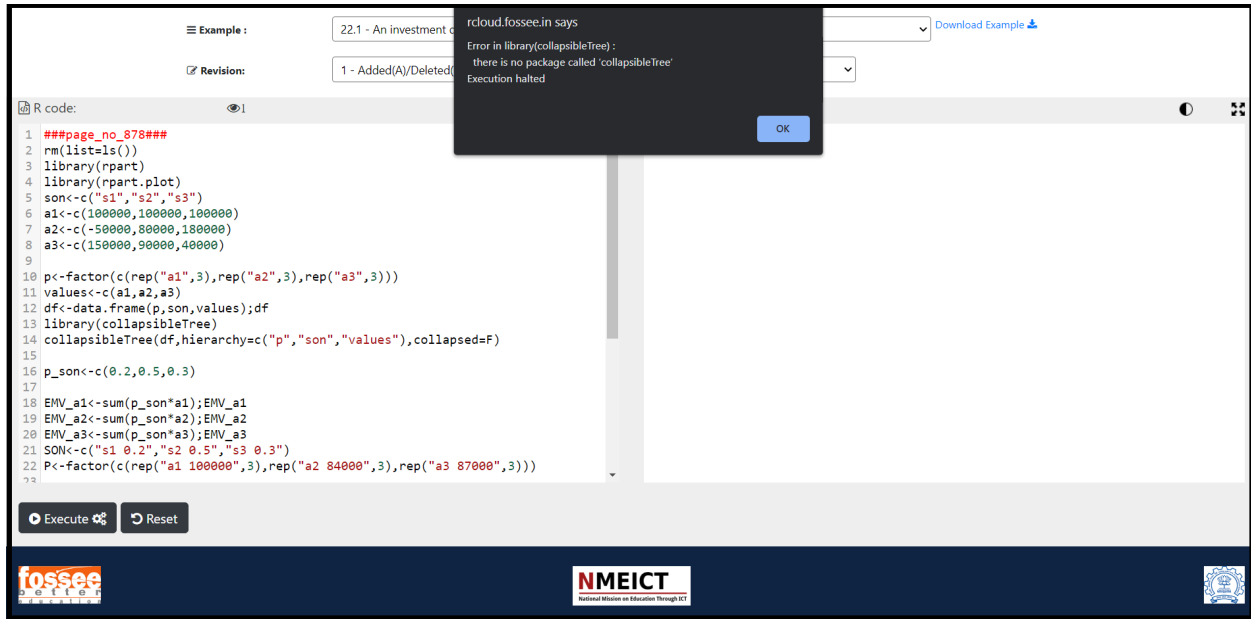 rcloud.fossee.in says
Error in library(collapsibleTree) :
there is no package called ‘collapsibleTree’
Execution halted
OK
Example :
22.1 - An investment
Download Example
Revision:
1 - Added(A)/Deleted(
R code:
1
1 ###page_no_878###
2 rm(list=ls())
3 library(rpart)
4 library(rpart.plot)
5 son<-c("s1","s2","s3")
6 a1<-c(100000,100000,100000)
7 a2<-c(-50000,80000,180000)
8 a3<-c(150000,90000,40000)
9
10 p<-factor(c(rep("a1",3),rep("a2",3),rep("a3",3)))
11 values<-c(a1,a2,a3)
12 df<-data.frame(p,son,values);df
13 library(collapsibleTree)
14 collapsibleTree(df,hierarchy=c("p","son","values"),collapsed=F)
15
16 p_son<-c(0.2,0.5,0.3)
17
18 EMV_a1<-sum(p_son*a1);EMV_a1
19 EMV_a2<-sum(p_son*a2);EMV_a2
20 EMV_a3<-sum(p_son*a3);EMV_a3
21 SON<-c("s1 0.2","s2 0.5","s3 0.3")
22 P<-factor(c(rep("a1 100000",3),rep("a2 84000",3),rep("a3 87000",3)))
23
Execute
Reset
fossee
better
education
NMEICT
National Mission on Education Through ICT